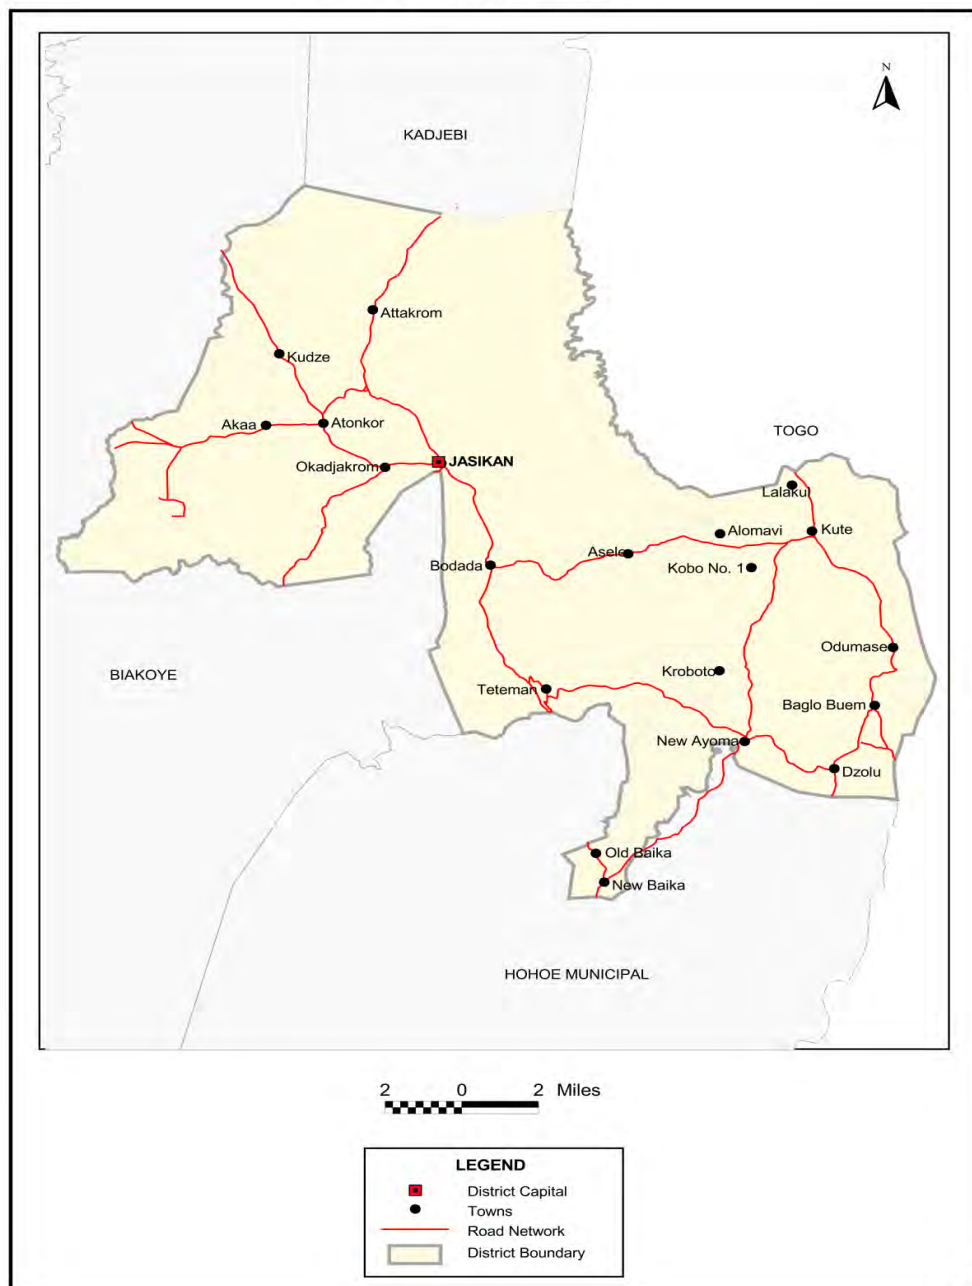 N
KADJEBI
Attakrom
Kudze
Akaa
Atonkor
TOGO
Okadjakrom
JASIKAN
Lalakul
Alomavi
Kute
Asele
Bodada
Kobo No. 1
Odumase
BIAKOYE
Kroboto
Teteman
Baglo Buem
New Ayoma
Dzolu
Old Baika
New Baika
HOHOE MUNICIPAL
2 0 2 Miles
LEGEND
District Capital
Towns
Road Network
District Boundary